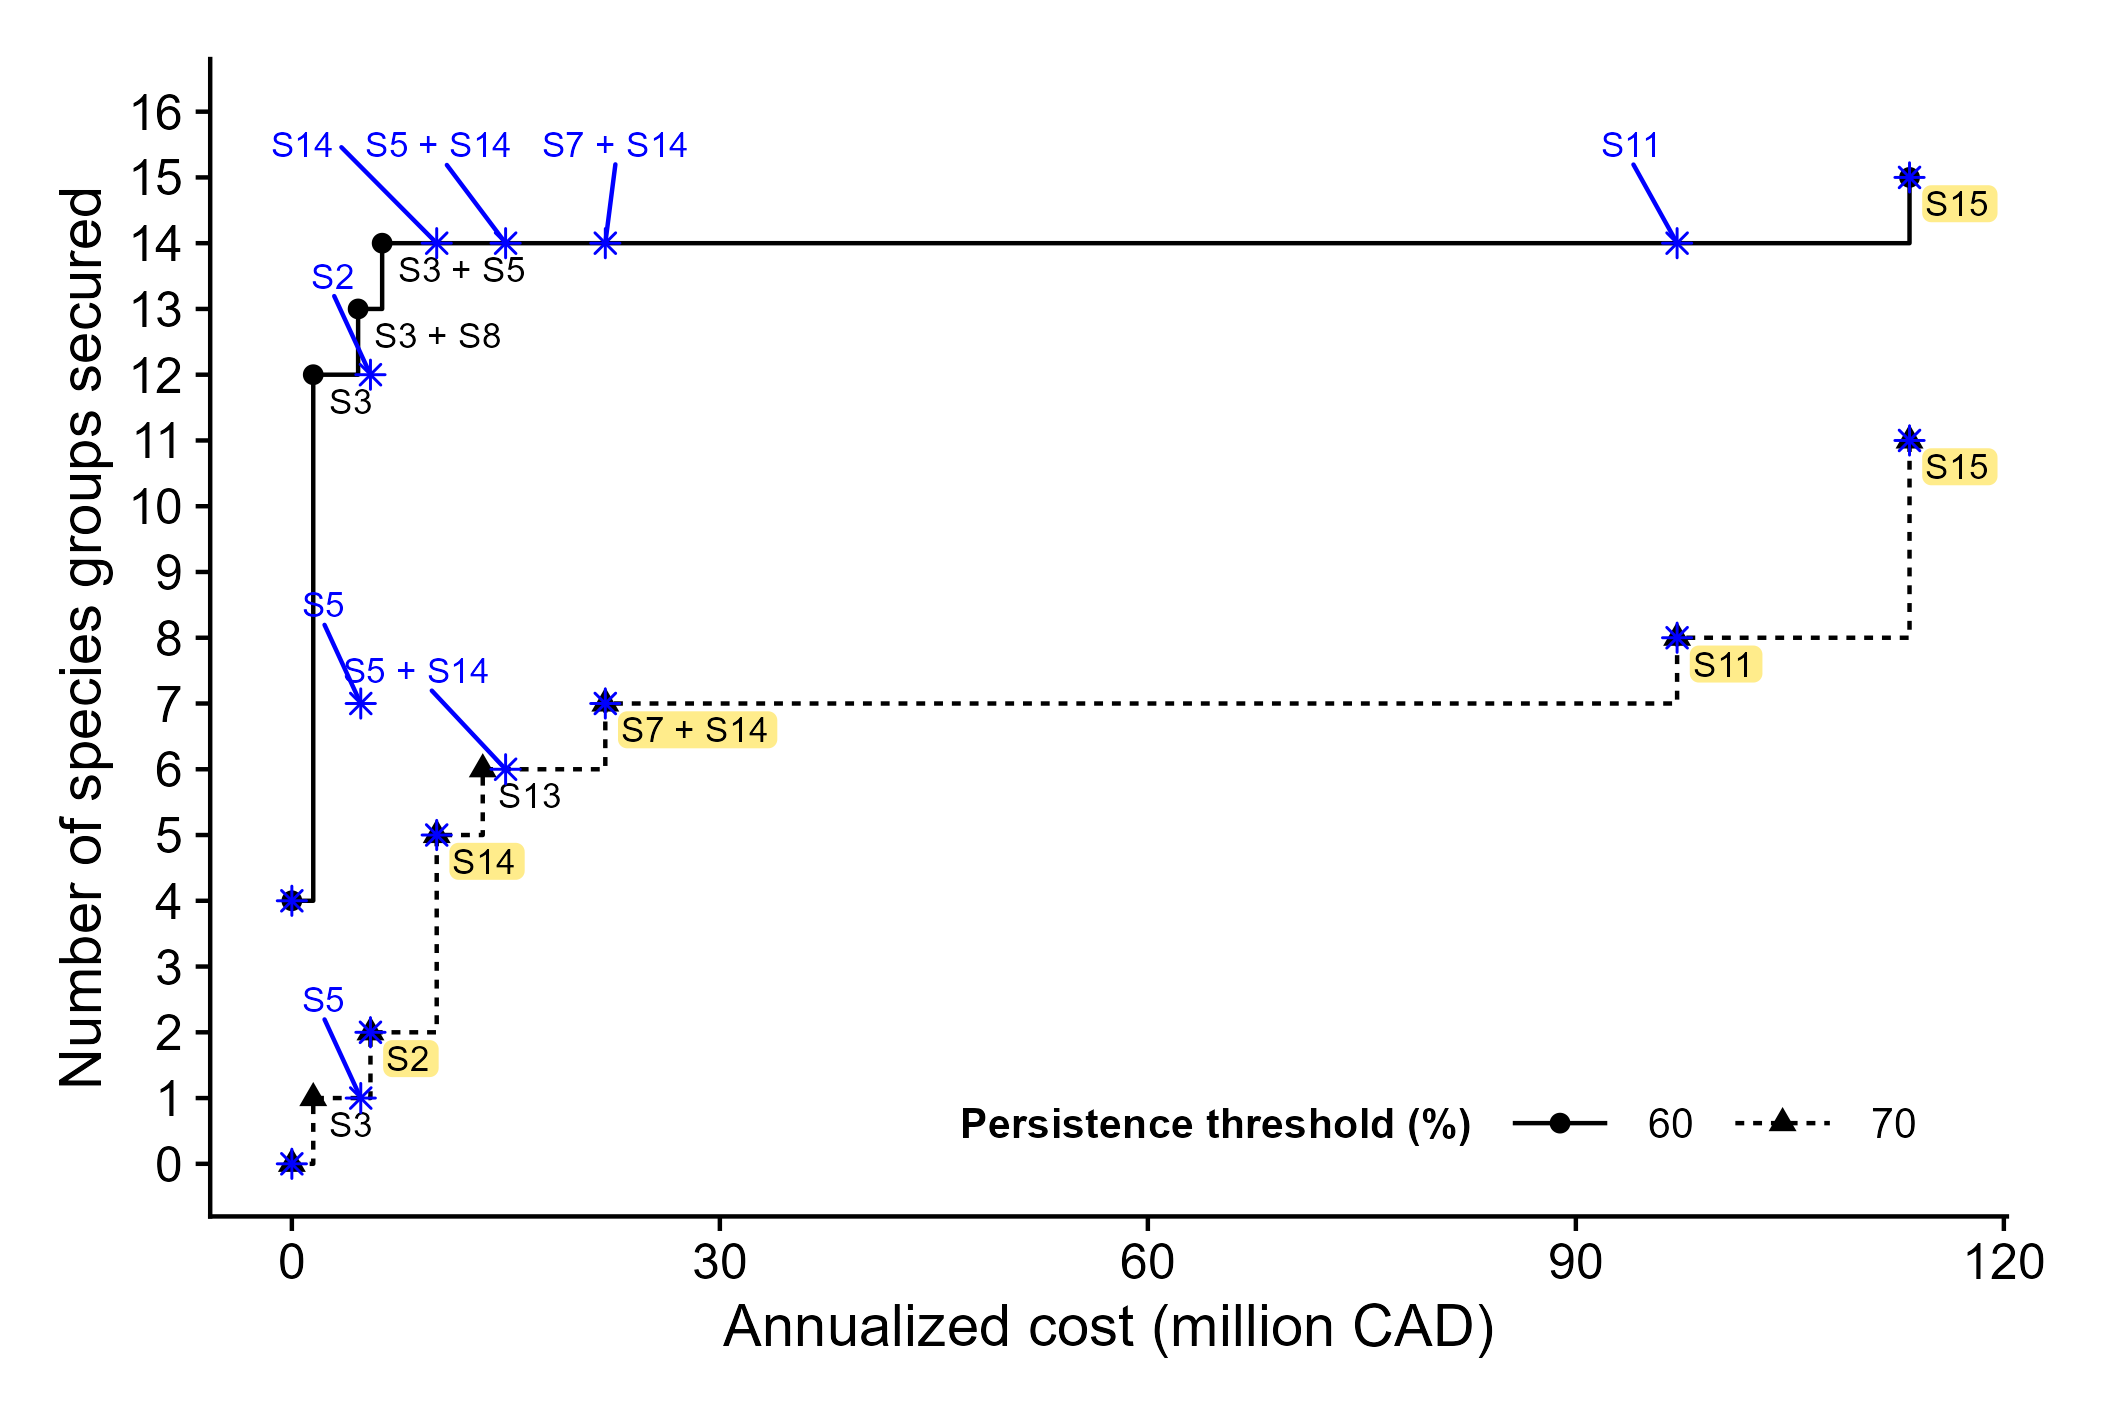 Number of species groups secured
16
15
14
13
12
11
10
9
8
7
6
5
4
3
2
1
0
S14
S5 + S14
S7 + S14
S11
S15
S3 + S5
S2
S3 + S8
S3
S15
S5
S5 + S14
S11
S7 + S14
S13
S14
S5
S2
S3
Persistence threshold (%) 60 70
0 30 60 90 120
Annualized cost (million CAD)